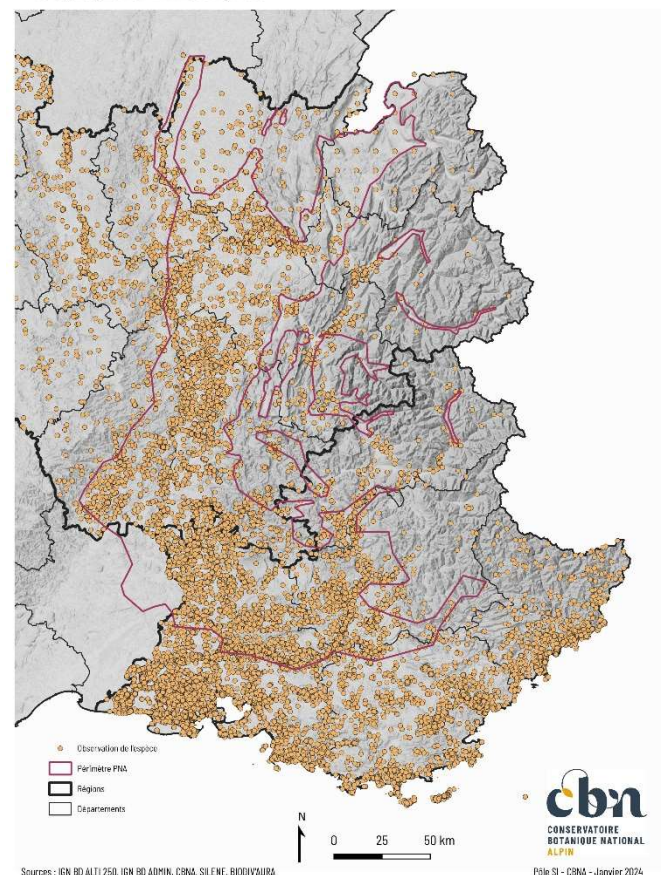 Observation de l'espèce
Périmètre PNA
Régions
Départements
N
0 25 50 km
cbn
CONSERVATOIRE
BOTANIQUE NATIONAL
ALPIN
Sources : IGN BD ALTI 250, IGN BD ADMIN, CBNA, SILENE, BIODIV'AURA
Pôle SI - CBNA - Janvier 2024